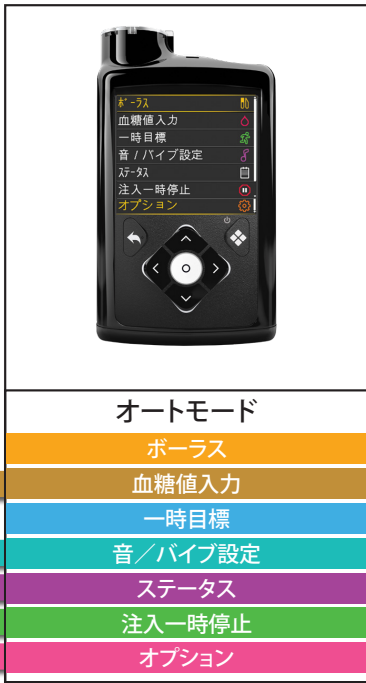 ボーラス
血糖値入力
一時目標
音 / バイブ設定
ステータス
注入一時停止
オプション
オートモード
ボーラス
血糖値入力
一時目標
音／バイブ設定
ステータス
注入一時停止
オプション